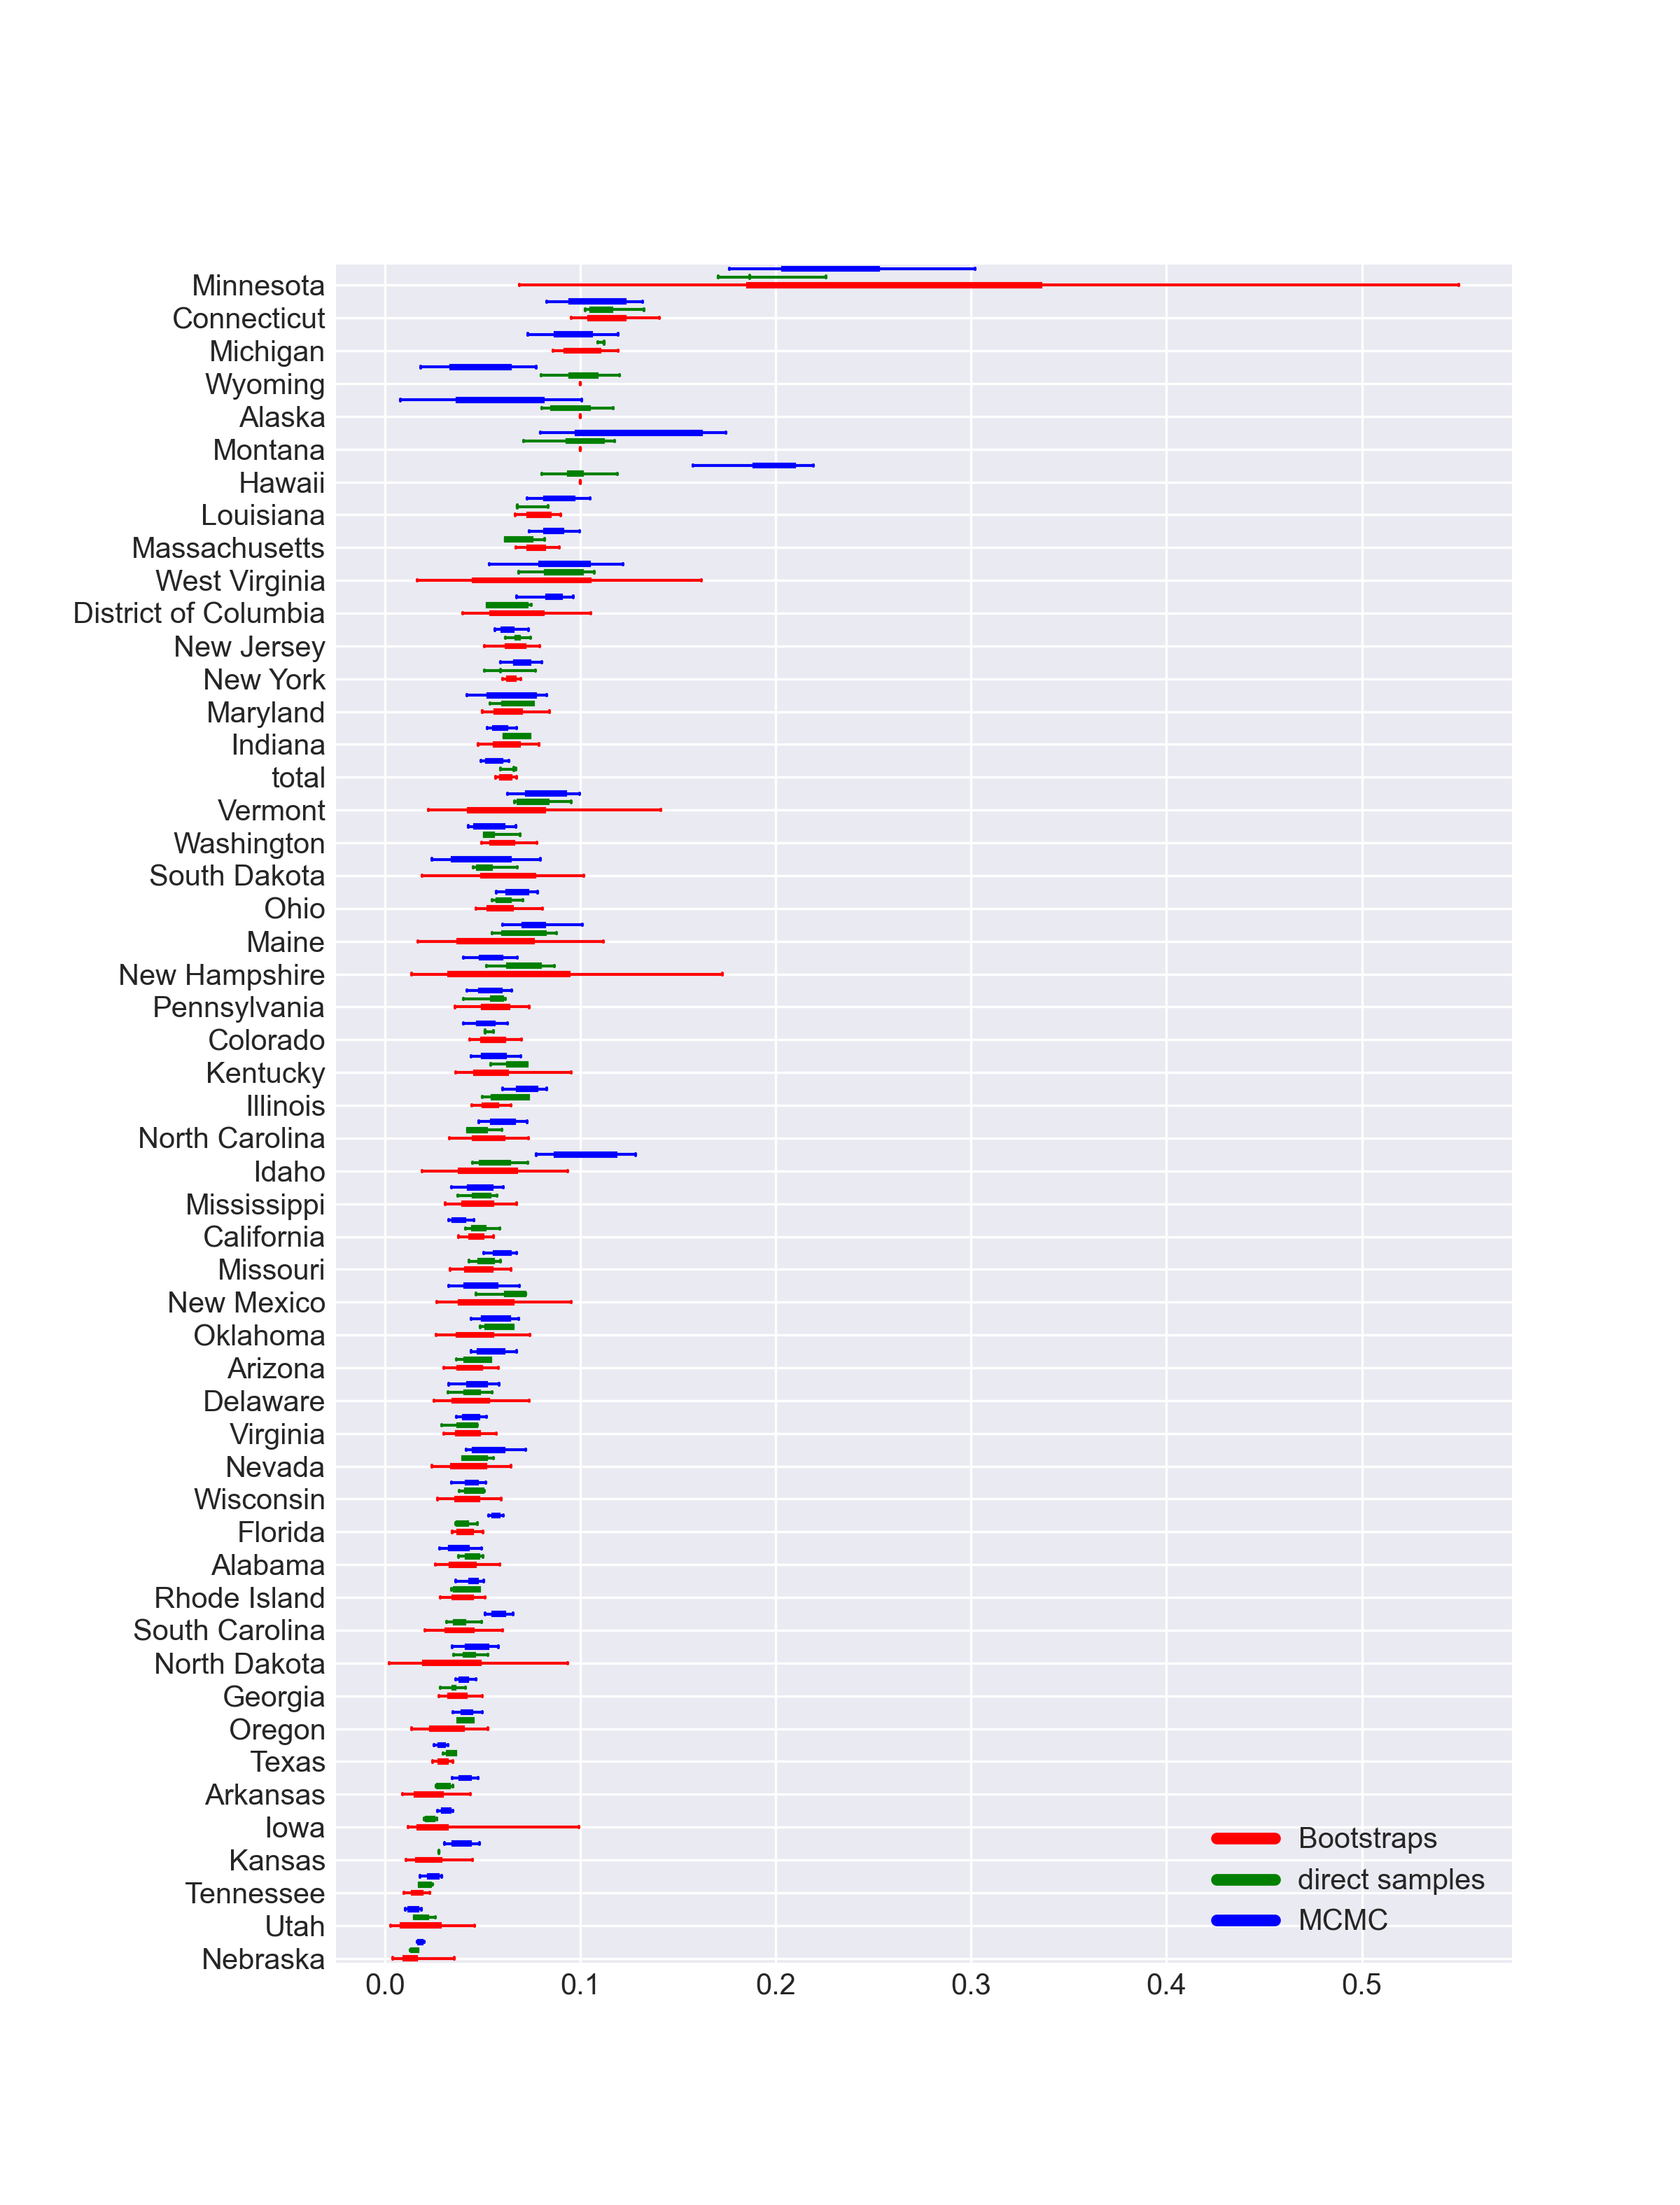 Minnesota
Connecticut
Michigan
Wyoming
Alaska
Montana
Hawaii
Louisiana
Massachusetts
West Virginia
District of Columbia
New Jersey
New York
Maryland
Indiana
total
Vermont
Washington
South Dakota
Ohio
Maine
New Hampshire
Pennsylvania
Colorado
Kentucky
Illinois
North Carolina
Idaho
Mississippi
California
Missouri
New Mexico
Oklahoma
Arizona
Delaware
Virginia
Nevada
Wisconsin
Florida
Alabama
Rhode Island
South Carolina
North Dakota
Georgia
Oregon
Texas
Arkansas
Iowa
Kansas
Tennessee
Utah
Nebraska
Bootstraps
direct samples
MCMC
0.0 0.1 0.2 0.3 0.4 0.5